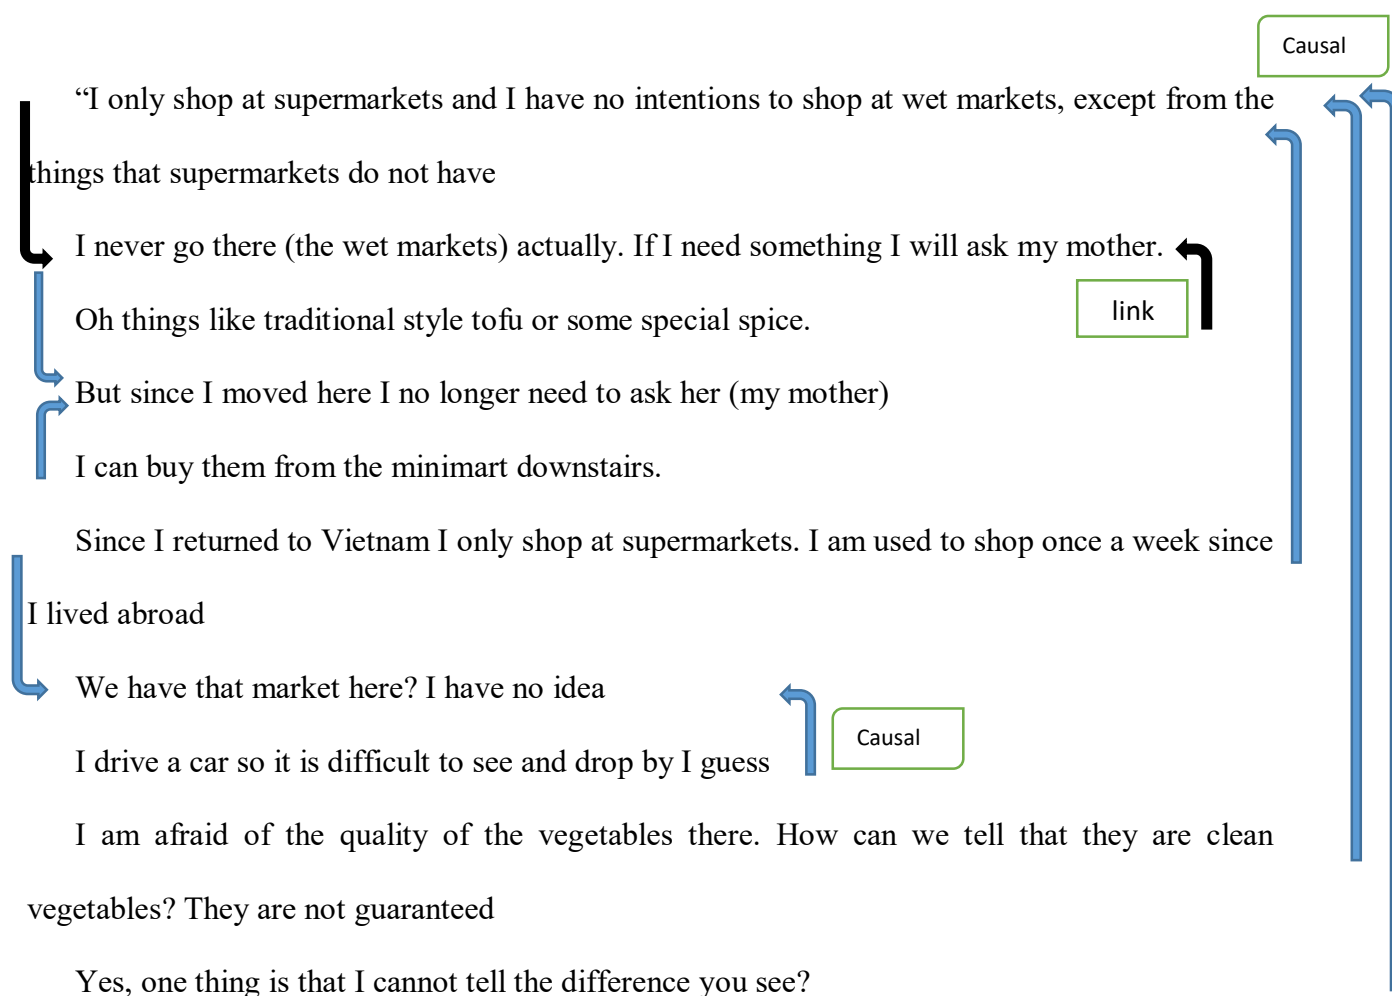 Causal
“I only shop at supermarkets and I have no intentions to shop at wet markets, except from the
things that supermarkets do not have
I never go there (the wet markets) actually. If I need something I will ask my mother.
link
Oh things like traditional style tofu or some special spice.
But since I moved here I no longer need to ask her (my mother)
I can buy them from the minimart downstairs.
Since I returned to Vietnam I only shop at supermarkets. I am used to shop once a week since
I lived abroad
We have that market here? I have no idea
Causal
I drive a car so it is difficult to see and drop by I guess
I am afraid of the quality of the vegetables there. How can we tell that they are clean
vegetables? They are not guaranteed
Yes, one thing is that I cannot tell the difference you see?